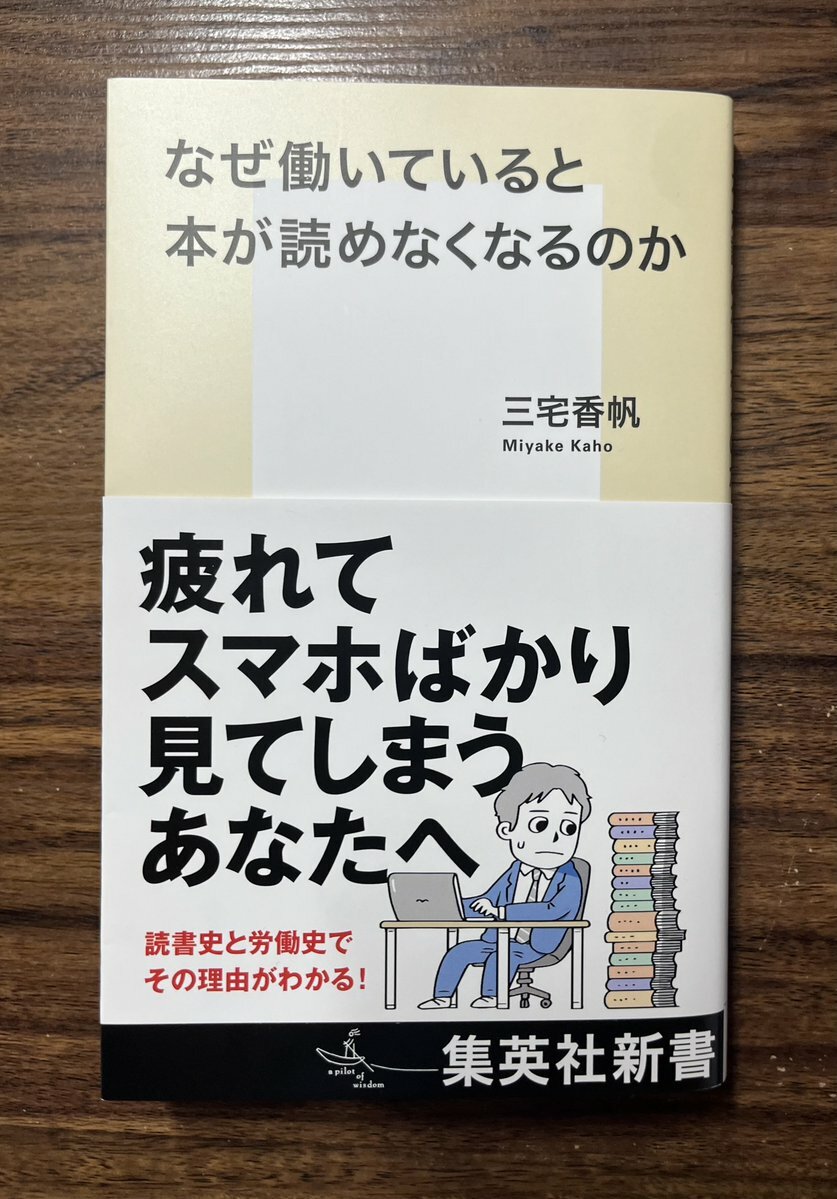 なぜ働いていると
本が読めなくなるのか
三宅香帆
Miyake Kaho
疲れて
スマホばかり
見てしまう
あなたへ
読書史と労働史で
その理由がわかる!
a pilot
of
wisdom
集英社新書